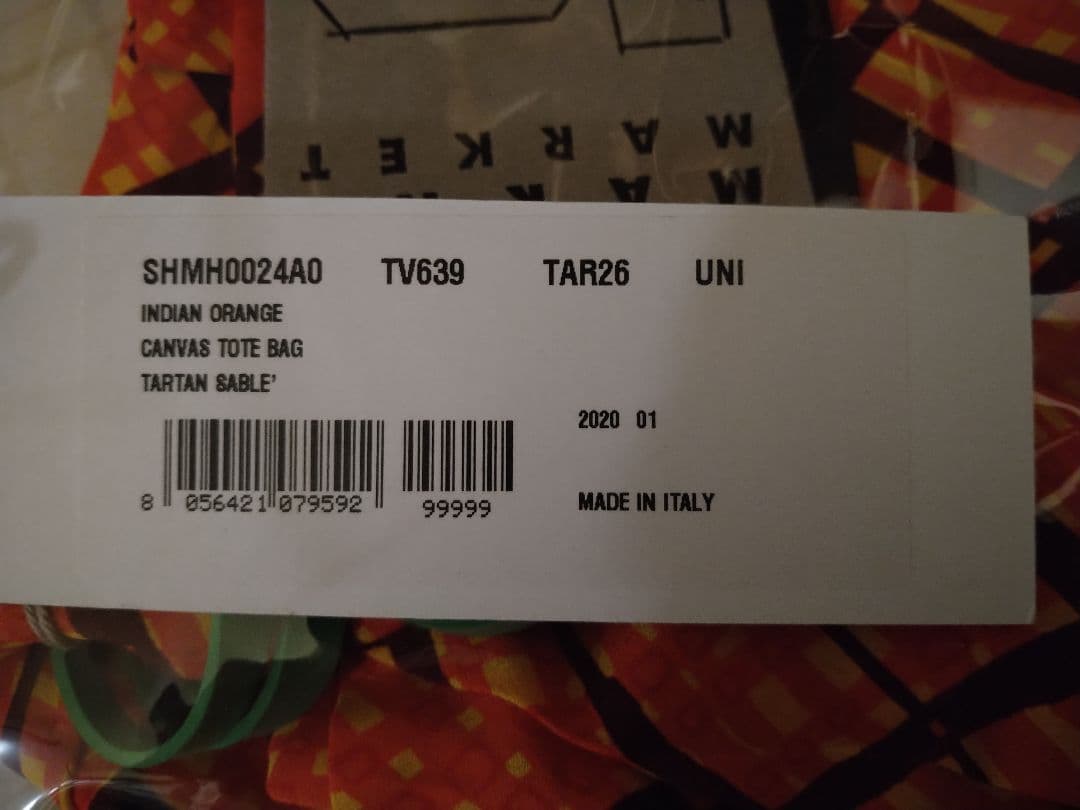 MARKET
SHMH0024A0 TV639 TAR26 UNI
INDIAN ORANGE
CANVAS TOTE BAG
TARTAN SABLE'
2020 01
8 056421 079592 99999
MADE IN ITALY